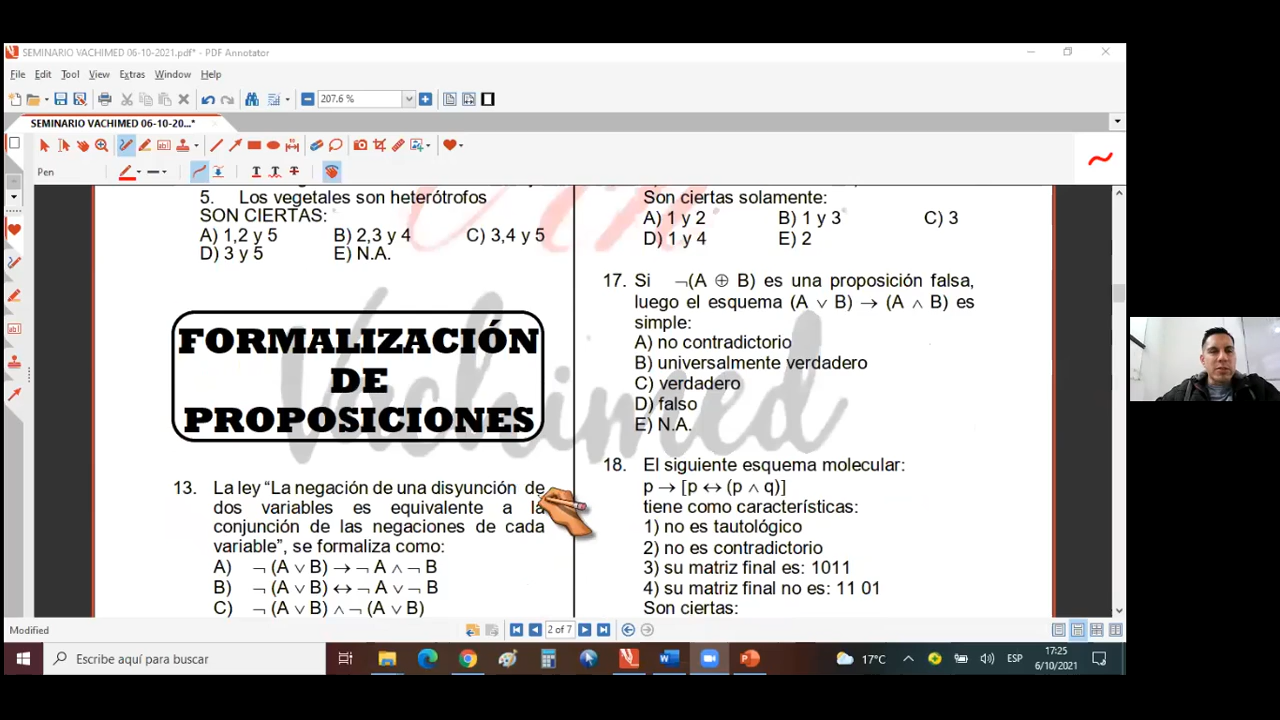 SEMINARIO VACHIMED 06-10-2021.pdf* - PDF Annotator
File Edit Tool View Extras Window Help
207.6 %
SEMINARIO VACHIMED 06-10-20...*
Pen
5. Los vegetales son heterótrofos
SON CIERTAS:
A) 1,2 y 5 B) 2,3 y 4 C) 3,4 y 5
D) 3 y 5 E) N.A.
FORMALIZACIÓN
DE
PROPOSICIONES
13. La ley “La negación de una disyunción de
dos variables es equivalente a la
conjunción de las negaciones de cada
variable”, se formaliza como:
A) ¬ (A ∨ B) → ¬ A ∧ ¬ B
B) ¬ (A ∨ B) ↔ ¬ A ∨ ¬ B
C) ¬ (A ∨ B) ∧ ¬ (A ∨ B)
Son ciertas solamente:
A) 1 y 2 B) 1 y 3 C) 3
D) 1 y 4 E) 2
17. Si ¬(A ⊕ B) es una proposición falsa,
luego el esquema (A ∨ B) → (A ∧ B) es
simple:
A) no contradictorio
B) universalmente verdadero
C) verdadero
D) falso
E) N.A.
18. El siguiente esquema molecular:
p → [p ↔ (p ∧ q)]
tiene como características:
1) no es tautológico
2) no es contradictorio
3) su matriz final es: 1011
4) su matriz final no es: 11 01
Son ciertas:
Vachimed
Modified
2 of 7
Escribe aquí para buscar
17°C
ESP
17:25
6/10/2021